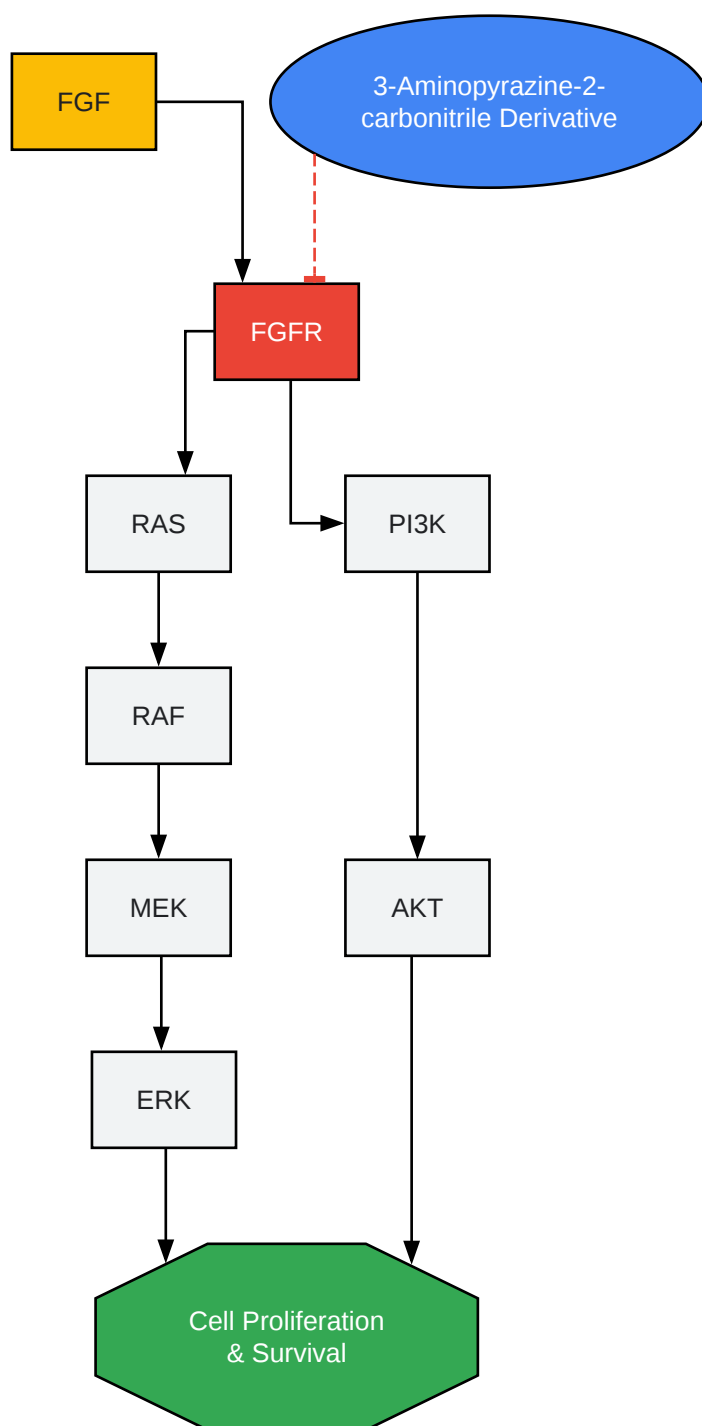 FGF
3-Aminopyrazine-2-
carbonitrile Derivative
FGFR
RAS
PI3K
RAF
MEK
AKT
ERK
Cell Proliferation
& Survival